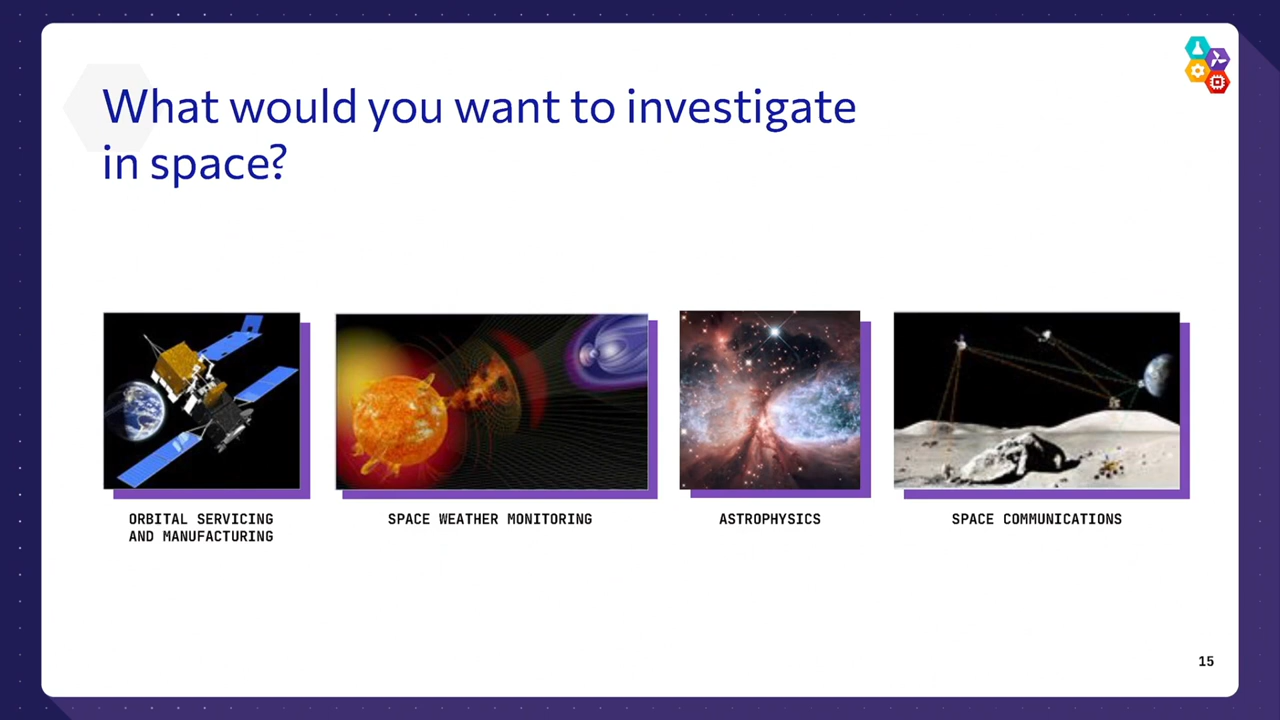 What would you want to investigate
in space?
ORBITAL SERVICING
AND MANUFACTURING
SPACE WEATHER MONITORING
ASTROPHYSICS
SPACE COMMUNICATIONS
15